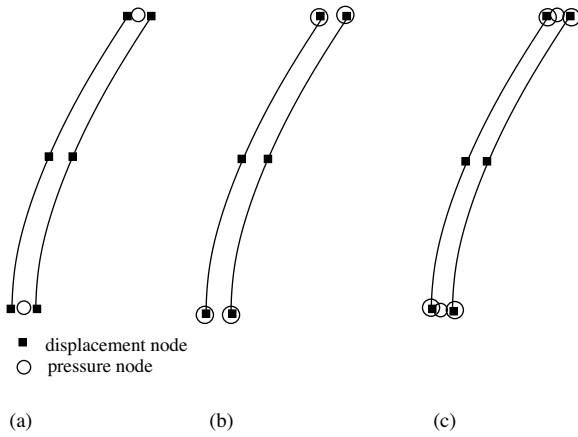 displacement node
pressure node
(a) (b) (c)